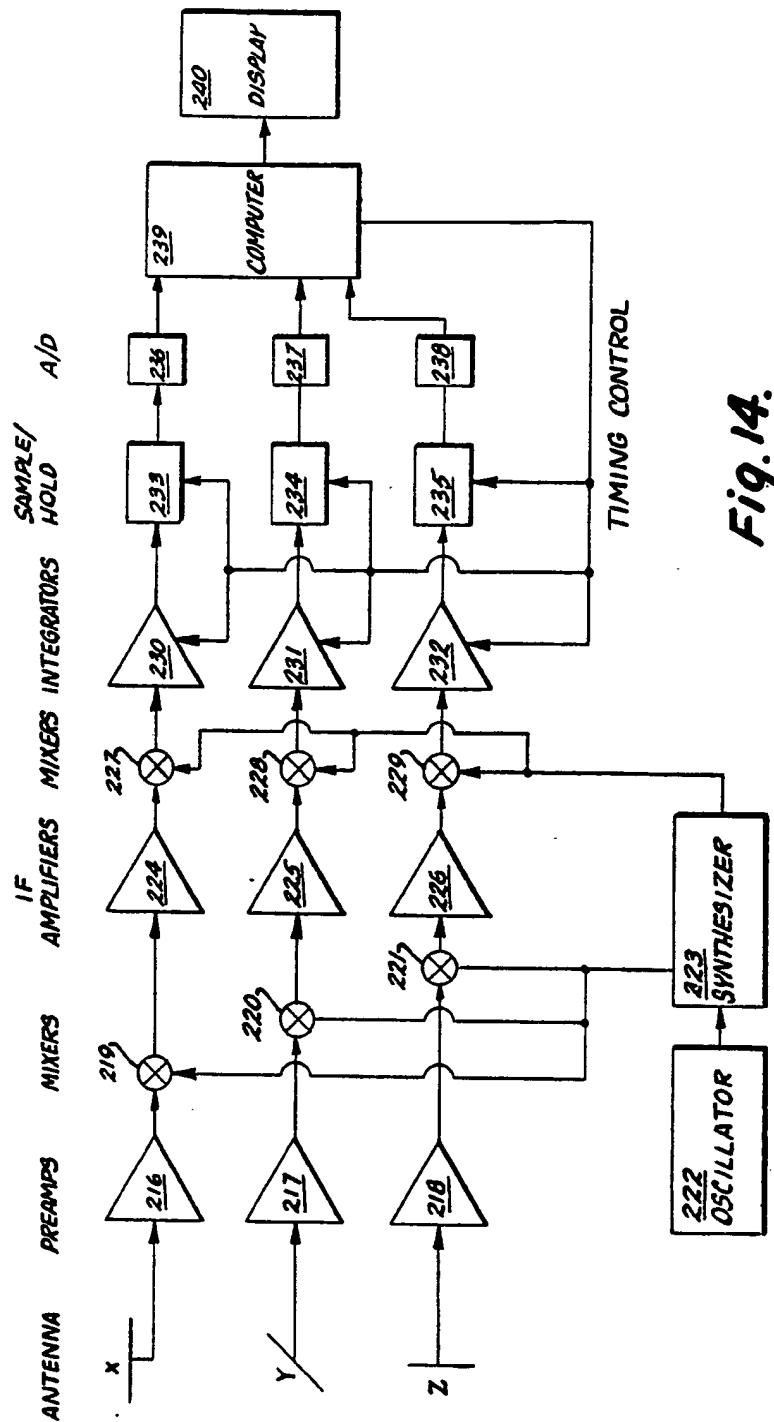 ANTENNA
PREAMPS
MIXERS
IF
AMPLIFIERS
MIXERS
INTEGRATORS
SAMPLE/
HOLD
A/D
X
216
219
224
227
230
233
236
Y
217
220
225
228
231
234
237
Z
218
221
226
229
232
235
238
239
COMPUTER
240
DISPLAY
222
OSCILLATOR
223
SYNTHESIZER
TIMING CONTROL
Fig. 14.